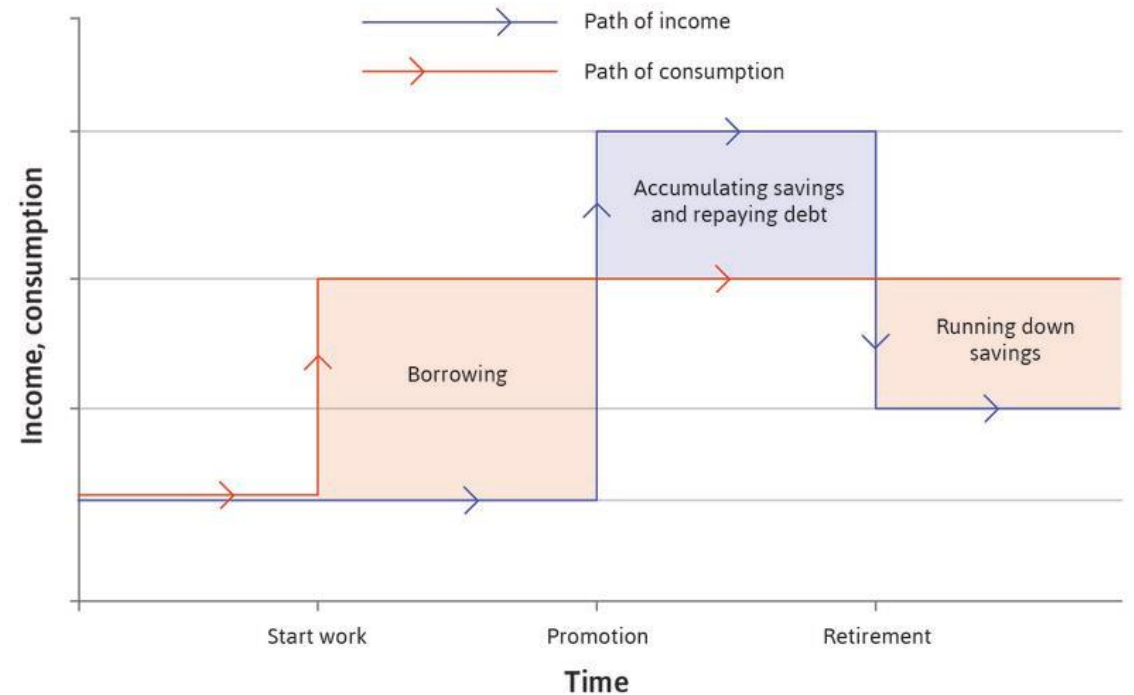 Path of income
Path of consumption
Income, consumption
Accumulating savings
and repaying debt
Borrowing
Running down
savings
Start work
Promotion
Retirement
Time